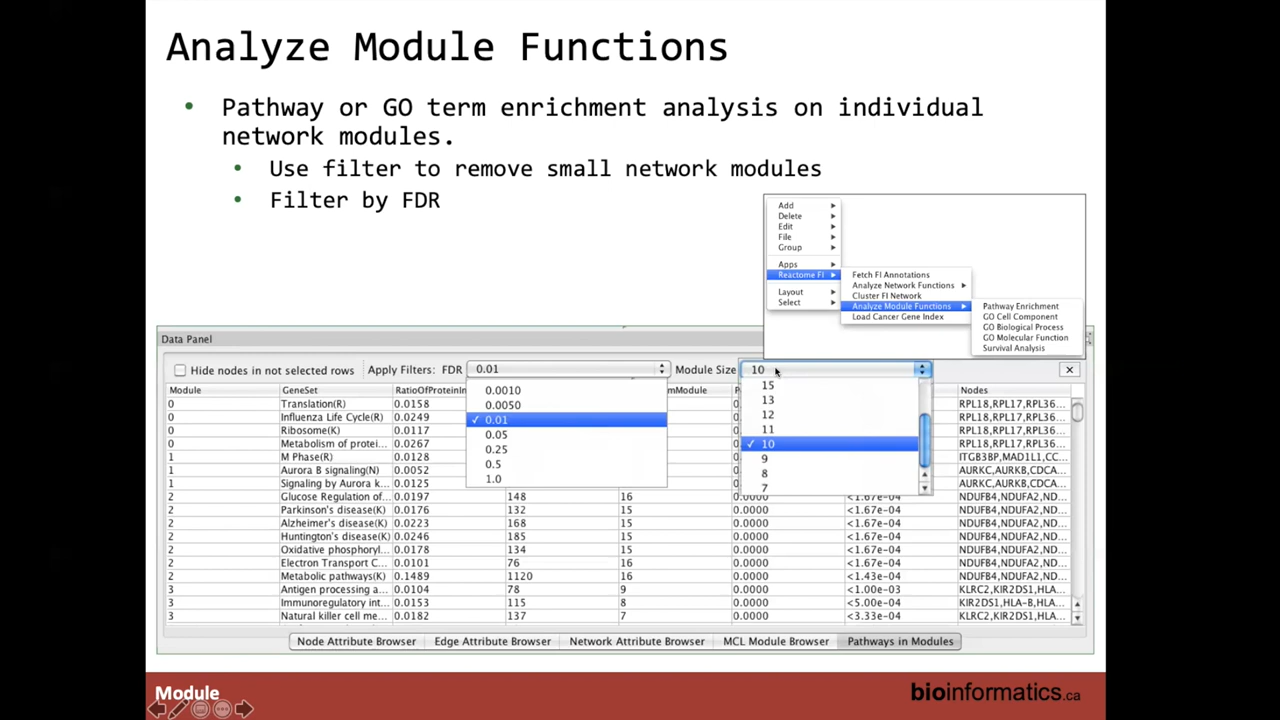 Analyze Module Functions
• Pathway or GO term enrichment analysis on individual
network modules.
• Use filter to remove small network modules
• Filter by FDR
Add
Delete
Edit
File
Group
Apps
Reactome FI
Layout
Select
Fetch FI Annotations
Analyze Network Functions
Cluster FI Network
Analyze Module Functions
Load Cancer Gene Index
Pathway Enrichment
GO Cell Component
GO Biological Process
GO Molecular Function
Survival Analysis
Data Panel
Hide nodes in not selected rows Apply Filters: FDR 0.01 Module Size 10
0.0010
0.0050
0.01
0.05
0.25
0.5
1.0
15
13
12
11
10
9
8
7
Module GeneSet RatioOfProteinIn Nodes
0 Translation(R) 0.0158 RPL18,RPL17,RPL36...
0 Influenza Life Cycle(R) 0.0249 RPL18,RPL17,RPL36...
0 Ribosome(K) 0.0117 RPL18,RPL17,RPL36...
0 Metabolism of protei... 0.0267 RPL18,RPL17,RPL36...
1 M Phase(R) 0.0128 ITGB3BP,MAD1L1,CC...
1 Aurora B signaling(N) 0.0052 AURKC,AURKB,CDCA...
1 Signaling by Aurora k... AURKC,AURKB,CDCA...
2 Glucose Regulation of... 0.0197 148 16 0.0000 <1.67e-04 NDUFB4,NDUFA2,ND...
2 Parkinson's disease(K) 0.0176 132 15 0.0000 <1.67e-04 NDUFB4,NDUFA2,ND...
2 Alzheimer's disease(K) 0.0223 168 15 0.0000 <1.67e-04 NDUFB4,NDUFA2,ND...
2 Huntington's disease(K) 0.0246 185 15 0.0000 <1.67e-04 NDUFB4,NDUFA2,ND...
2 Oxidative phosphoryl... 0.0178 134 15 0.0000 <1.67e-04 NDUFB4,NDUFA2,ND...
2 Electron Transport C... 0.0101 76 16 0.0000 <1.67e-04 NDUFB4,NDUFA2,ND...
2 Metabolic pathways(K) 0.1489 1120 16 0.0000 <1.43e-04 NDUFB4,NDUFA2,ND...
3 Antigen processing a... 0.0104 78 9 0.0000 <1.00e-03 KLRC2,KIR2DS1,HLA...
3 Immunoregulatory int... 0.0153 115 8 0.0000 <5.00e-04 KIR2DS1,HLA-B,HLA...
3 Natural killer cell me... 0.0182 137 7 0.0000 <3.33e-04 KLRC2,KIR2DS1,HLA...
Node Attribute Browser Edge Attribute Browser Network Attribute Browser MCL Module Browser Pathways in Modules
Module
bioinformatics.ca